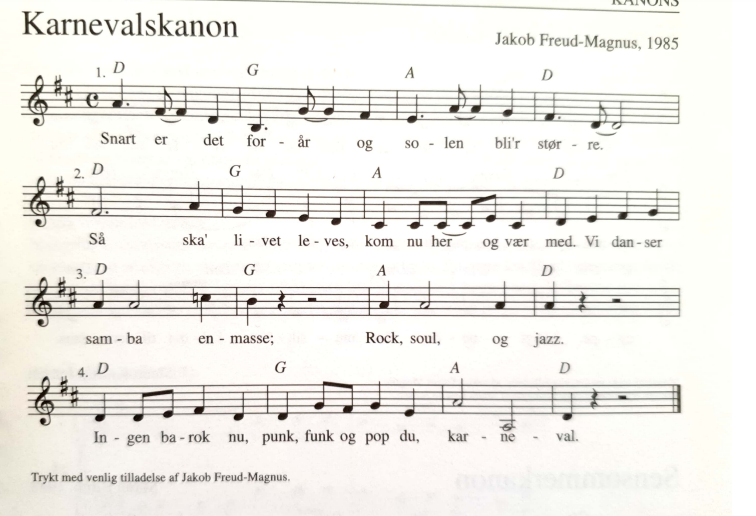 KANONS
Karnevalskanon
Jakob Freud-Magnus, 1985
1. D G A D
Snart er det for - år og so - len bli'r stør - re.
2. D G A D
Så ska' li - vet le - ves, kom nu her og vær med. Vi dan - ser
3. D G A D
sam - ba en - masse; Rock, soul, og jazz.
4. D G A D
In - gen ba - rok nu, punk, funk og pop du, kar - ne - val.
Trykt med venlig tilladelse af Jakob Freud-Magnus.